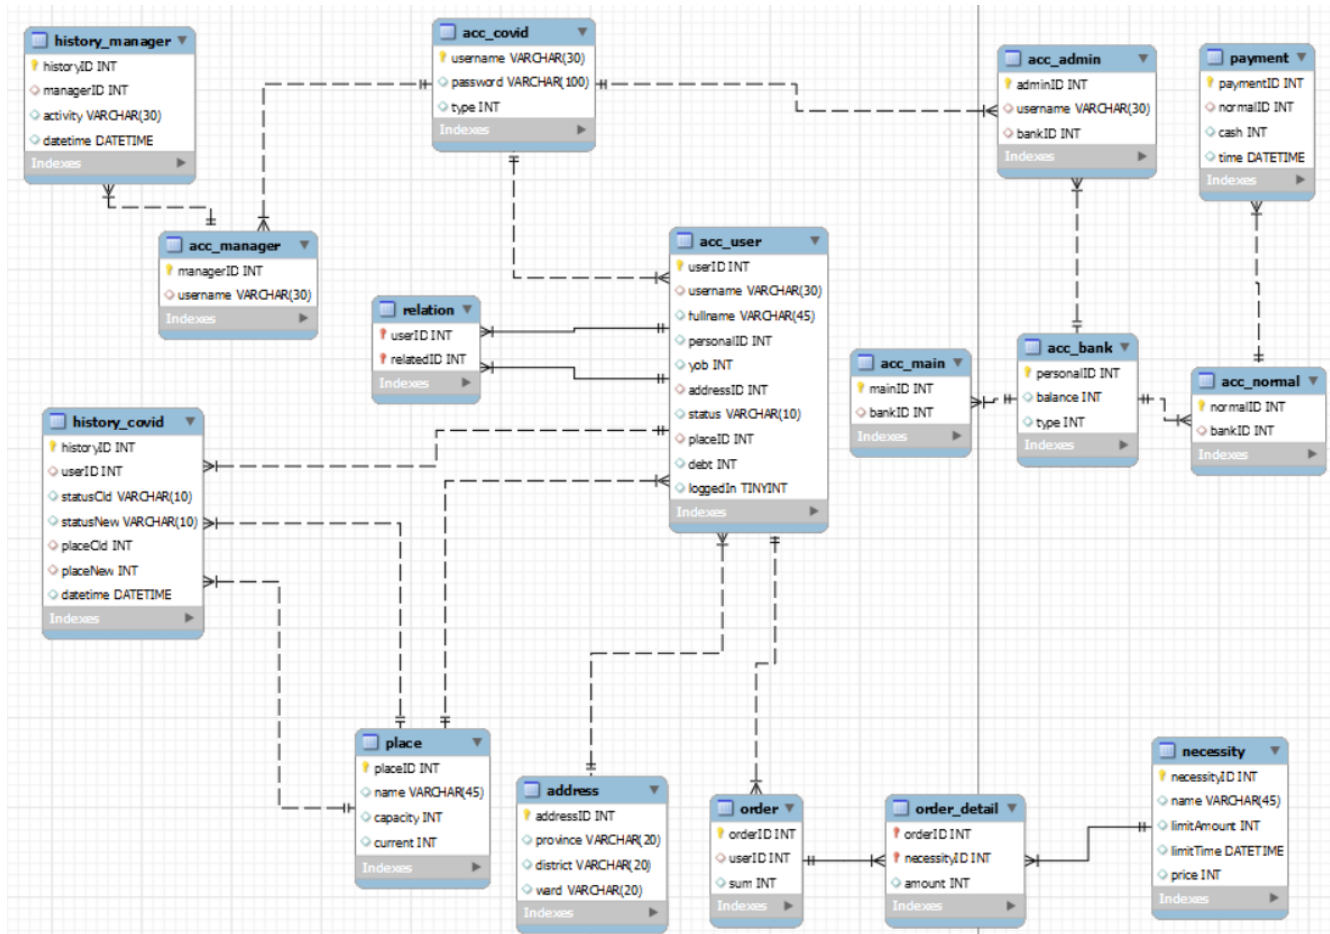 history_manager
historyID INT
managerID INT
activity VARCHAR(30)
datetime DATETIME
Indexes
acc_covid
username VARCHAR(30)
password VARCHAR(100)
type INT
Indexes
acc_admin
adminID INT
username VARCHAR(30)
bankID INT
Indexes
payment
paymentID INT
normalID INT
cash INT
time DATETIME
Indexes
acc_manager
managerID INT
username VARCHAR(30)
Indexes
acc_user
userID INT
username VARCHAR(30)
fullname VARCHAR(45)
personalID INT
yob INT
addressID INT
status VARCHAR(10)
placeID INT
debt INT
loggedIn TINYINT
Indexes
relation
userID INT
relatedID INT
Indexes
acc_main
mainID INT
bankID INT
Indexes
acc_bank
personalID INT
balance INT
type INT
Indexes
acc_normal
normalID INT
bankID INT
Indexes
history_covid
historyID INT
userID INT
statusOld VARCHAR(10)
statusNew VARCHAR(10)
placeOld INT
placeNew INT
datetime DATETIME
Indexes
place
placeID INT
name VARCHAR(45)
capacity INT
current INT
Indexes
address
addressID INT
province VARCHAR(20)
district VARCHAR(20)
ward VARCHAR(20)
Indexes
order
orderID INT
userID INT
sum INT
Indexes
order_detail
orderID INT
necessityID INT
amount INT
Indexes
necessity
necessityID INT
name VARCHAR(45)
limitAmount INT
limitTime DATETIME
price INT
Indexes